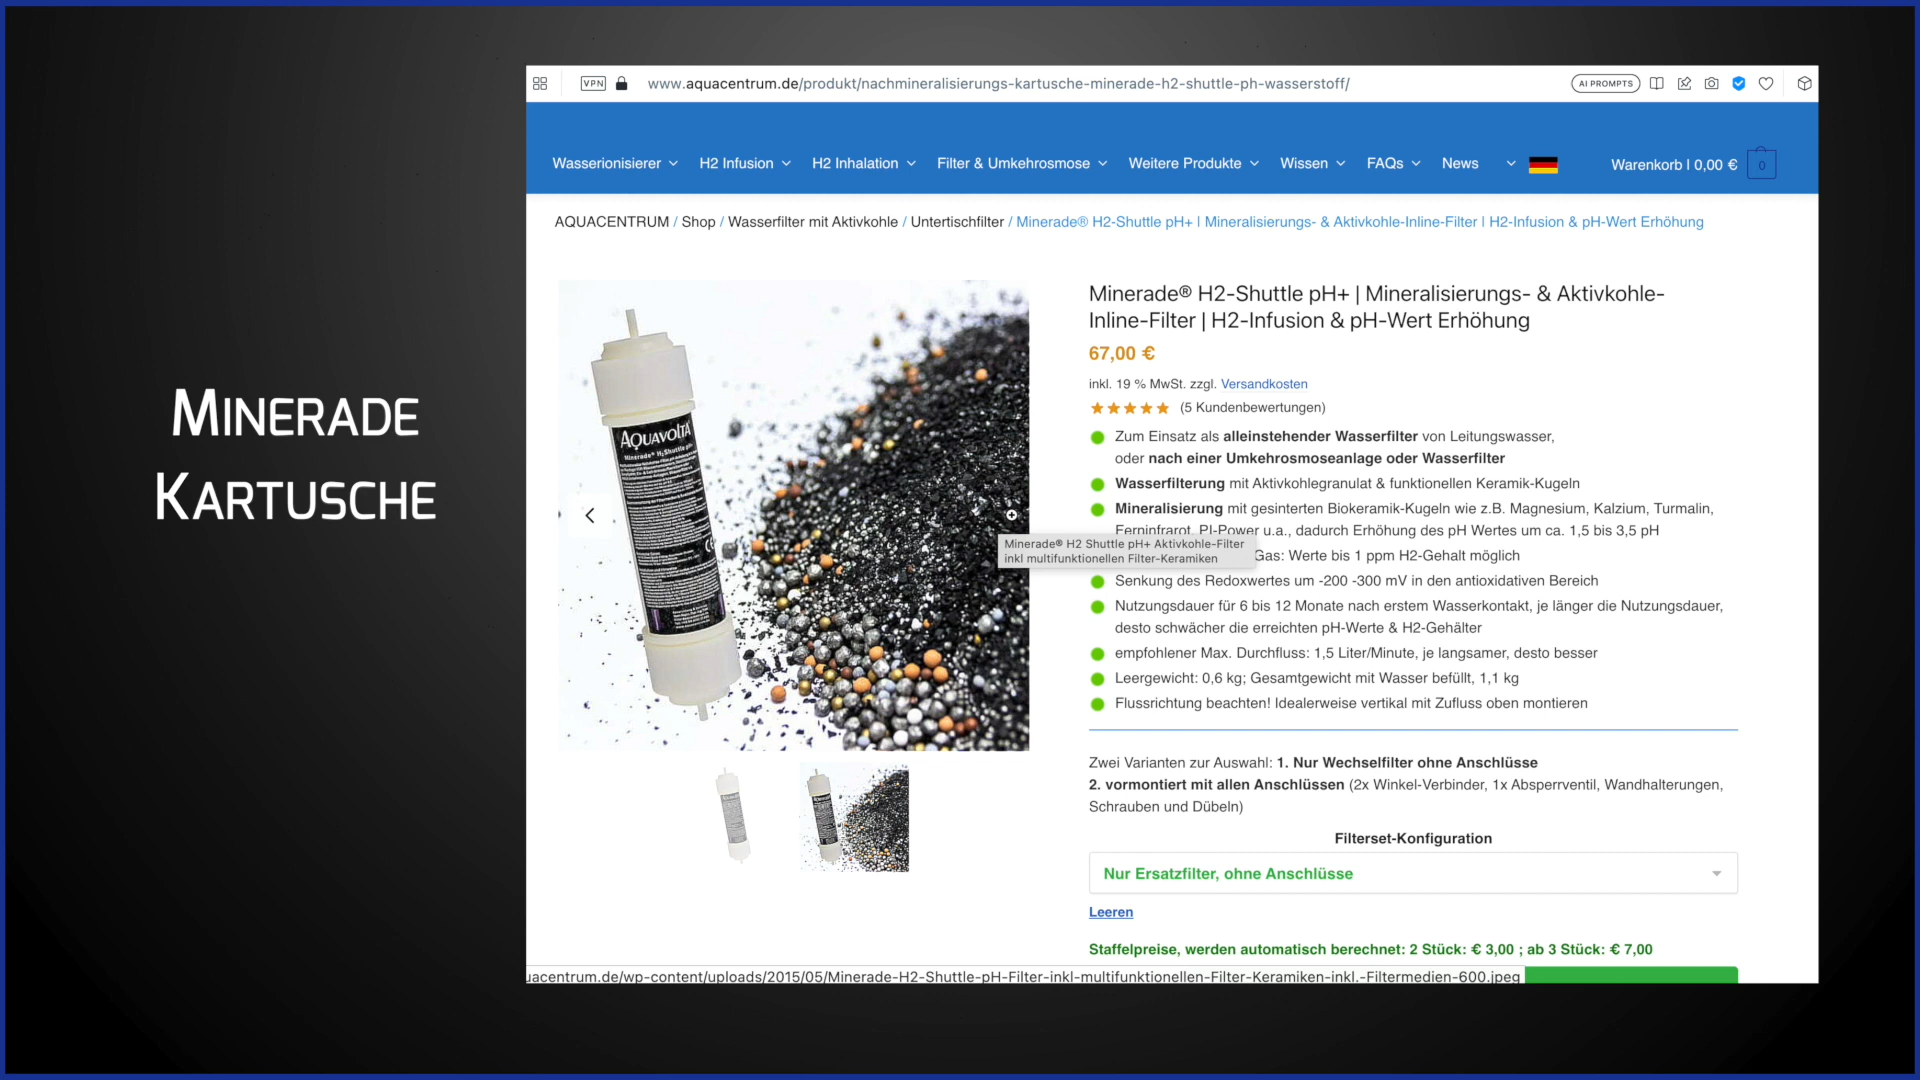 MINERADE
KARTUSCHE
VPN
www.aquacentrum.de/produkt/nachmineralisierungs-kartusche-minerade-h2-shuttle-ph-wasserstoff/
AI PROMPTS
Wasserionisierer
H2 Infusion
H2 Inhalation
Filter & Umkehrosmose
Weitere Produkte
Wissen
FAQs
News
Warenkorb | 0,00 €
0
AQUACENTRUM / Shop / Wasserfilter mit Aktivkohle / Untertischfilter / Minerade® H2-Shuttle pH+ | Mineralisierungs- & Aktivkohle-Inline-Filter | H2-Infusion & pH-Wert Erhöhung
AQUAVOLTA
Minerade® H2 Shuttle pH+
Minerade® H2-Shuttle pH+ | Mineralisierungs- & Aktivkohle-
Inline-Filter | H2-Infusion & pH-Wert Erhöhung
67,00 €
inkl. 19 % MwSt. zzgl. Versandkosten
(5 Kundenbewertungen)
Zum Einsatz als alleinstehender Wasserfilter von Leitungswasser,
oder nach einer Umkehrosmoseanlage oder Wasserfilter
Wasserfilterung mit Aktivkohlegranulat & funktionellen Keramik-Kugeln
Mineralisierung mit gesinterten Biokeramik-Kugeln wie z.B. Magnesium, Kalzium, Turmalin,
Ferninfrarot, PI-Power u.a., dadurch Erhöhung des pH Wertes um ca. 1,5 bis 3,5 pH
Minerade® H2 Shuttle pH+ Aktivkohle-Filter
inkl multifunktionellen Filter-Keramiken
Gas: Werte bis 1 ppm H2-Gehalt möglich
Senkung des Redoxwertes um -200 -300 mV in den antioxidativen Bereich
Nutzungsdauer für 6 bis 12 Monate nach erstem Wasserkontakt, je länger die Nutzungsdauer,
desto schwächer die erreichten pH-Werte & H2-Gehälter
empfohlener Max. Durchfluss: 1,5 Liter/Minute, je langsamer, desto besser
Leergewicht: 0,6 kg; Gesamtgewicht mit Wasser befüllt, 1,1 kg
Flussrichtung beachten! Idealerweise vertikal mit Zufluss oben montieren
Zwei Varianten zur Auswahl: 1. Nur Wechselfilter ohne Anschlüsse
2. vormontiert mit allen Anschlüssen (2x Winkel-Verbinder, 1x Absperrventil, Wandhalterungen,
Schrauben und Dübeln)
Filterset-Konfiguration
Nur Ersatzfilter, ohne Anschlüsse
Leeren
Staffelpreise, werden automatisch berechnet: 2 Stück: € 3,00 ; ab 3 Stück: € 7,00
uacentrum.de/wp-content/uploads/2015/05/Minerade-H2-Shuttle-pH-Filter-inkl-multifunktionellen-Filter-Keramiken-inkl.-Filtermedien-600.jpeg